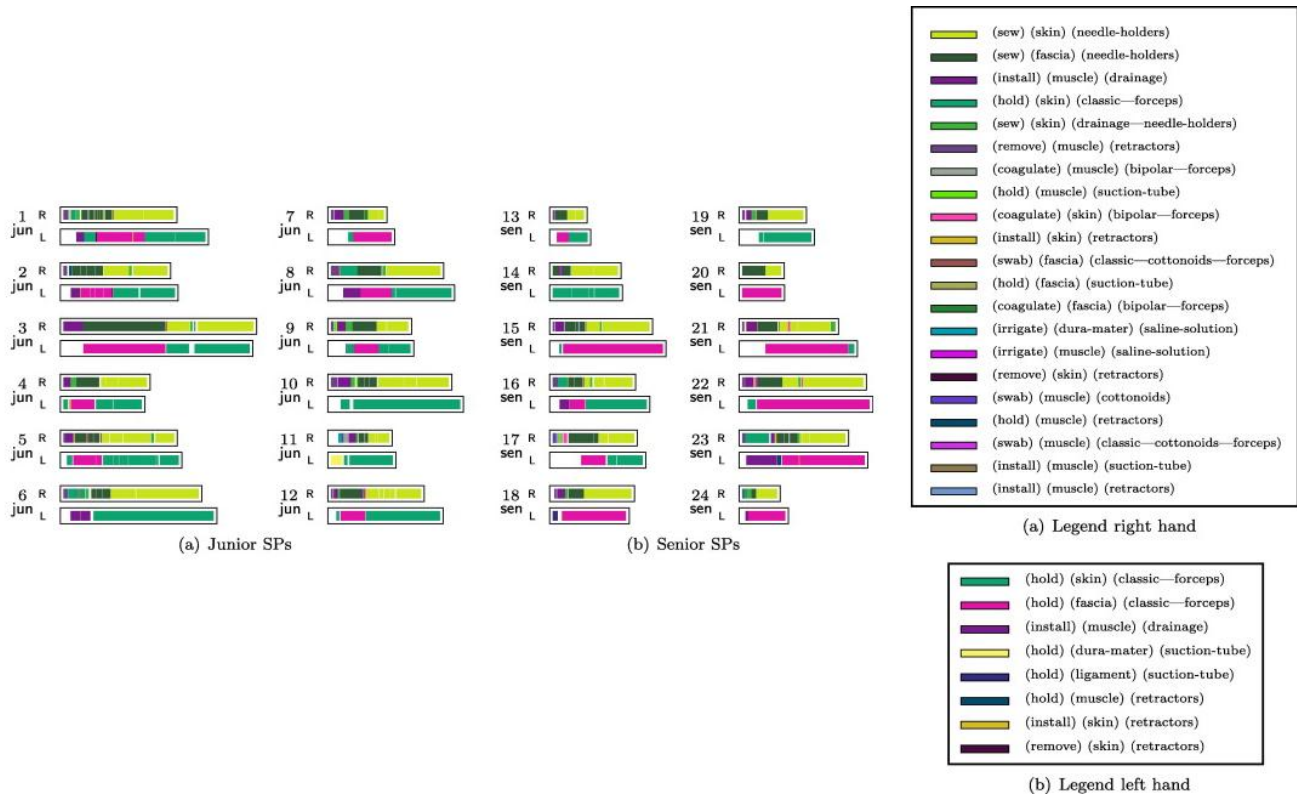 1 R
jun L
2 R
jun L
3 R
jun L
4 R
jun L
5 R
jun L
6 R
jun L
7 R
jun L
8 R
jun L
9 R
jun L
10 R
jun L
11 R
jun L
12 R
jun L
(a) Junior SPs
13 R
sen L
14 R
sen L
15 R
sen L
16 R
sen L
17 R
sen L
18 R
sen L
19 R
sen L
20 R
sen L
21 R
sen L
22 R
sen L
23 R
sen L
24 R
sen L
(b) Senior SPs
(sew) (skin) (needle-holders)
(sew) (fascia) (needle-holders)
(install) (muscle) (drainage)
(hold) (skin) (classic—forceps)
(sew) (skin) (drainage—needle-holders)
(remove) (muscle) (retractors)
(coagulate) (muscle) (bipolar—forceps)
(hold) (muscle) (suction-tube)
(coagulate) (skin) (bipolar—forceps)
(install) (skin) (retractors)
(swab) (fascia) (classic—cottonoids—forceps)
(hold) (fascia) (suction-tube)
(coagulate) (fascia) (bipolar—forceps)
(irrigate) (dura-mater) (saline-solution)
(irrigate) (muscle) (saline-solution)
(remove) (skin) (retractors)
(swab) (muscle) (cottonoids)
(hold) (muscle) (retractors)
(swab) (muscle) (classic—cottonoids—forceps)
(install) (muscle) (suction-tube)
(install) (muscle) (retractors)
(a) Legend right hand
(hold) (skin) (classic—forceps)
(hold) (fascia) (classic—forceps)
(install) (muscle) (drainage)
(hold) (dura-mater) (suction-tube)
(hold) (ligament) (suction-tube)
(hold) (muscle) (retractors)
(install) (skin) (retractors)
(remove) (skin) (retractors)
(b) Legend left hand